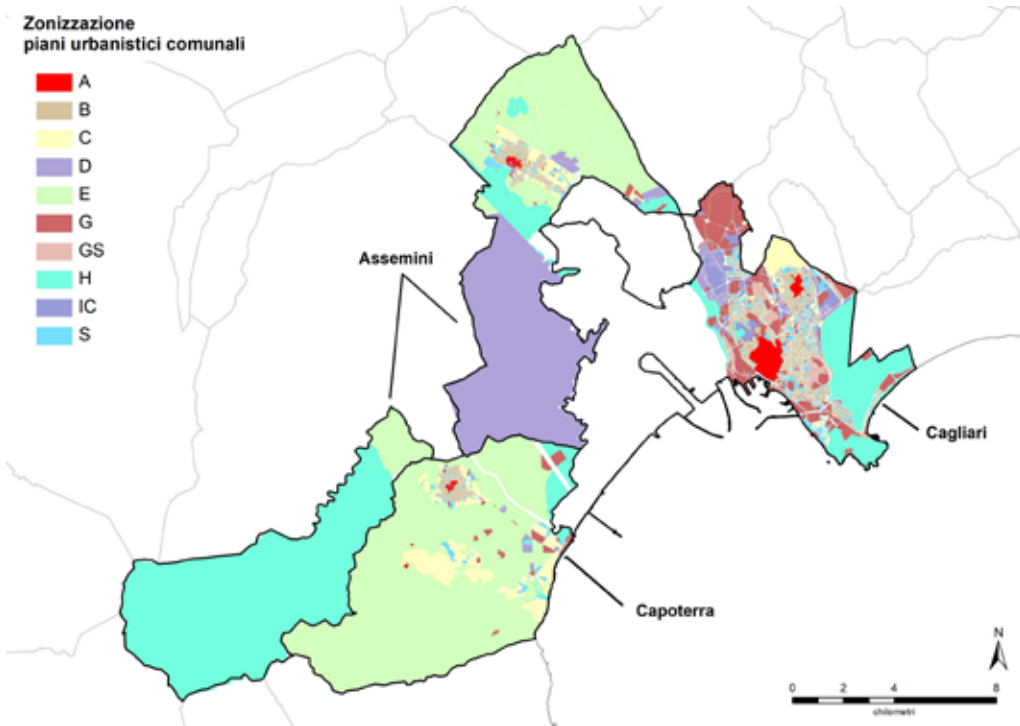 Zonizzazione
piani urbanistici comunali
A
B
C
D
E
G
GS
H
IC
S
Assemini
Cagliari
Capoterra
N
0 2 4 8
chilometri